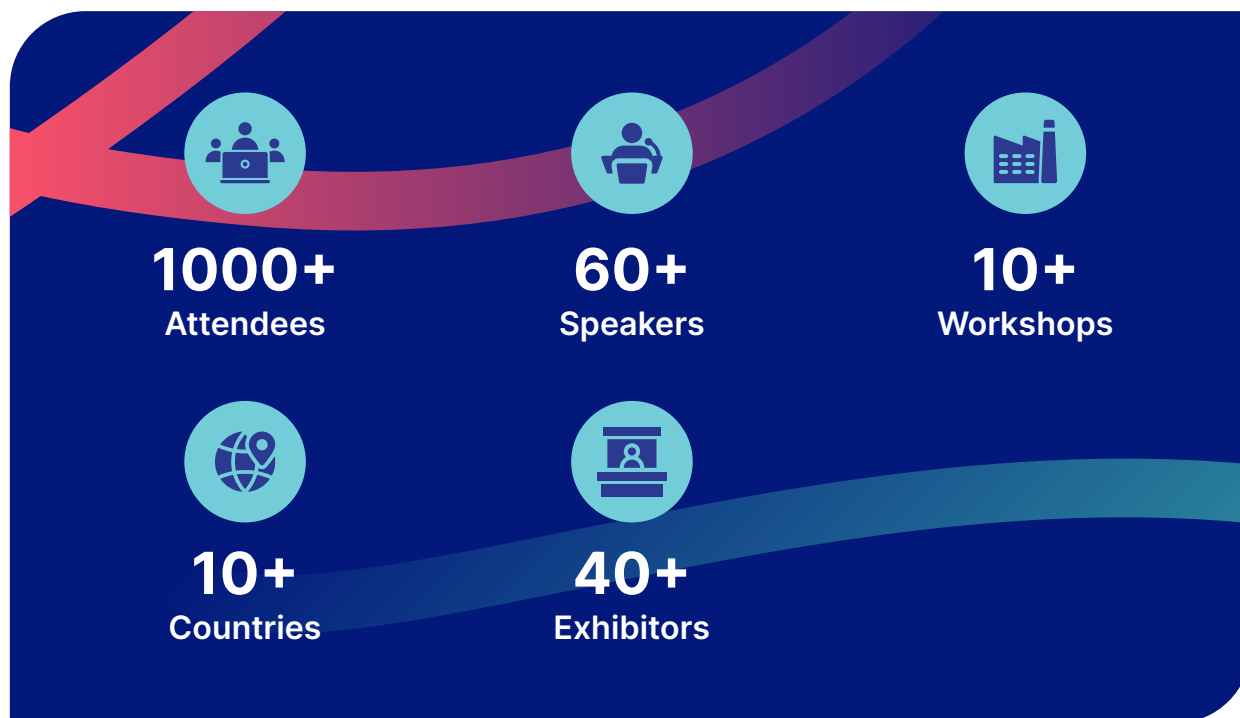 1000+
Attendees
60+
Speakers
10+
Workshops
10+
Countries
40+
Exhibitors